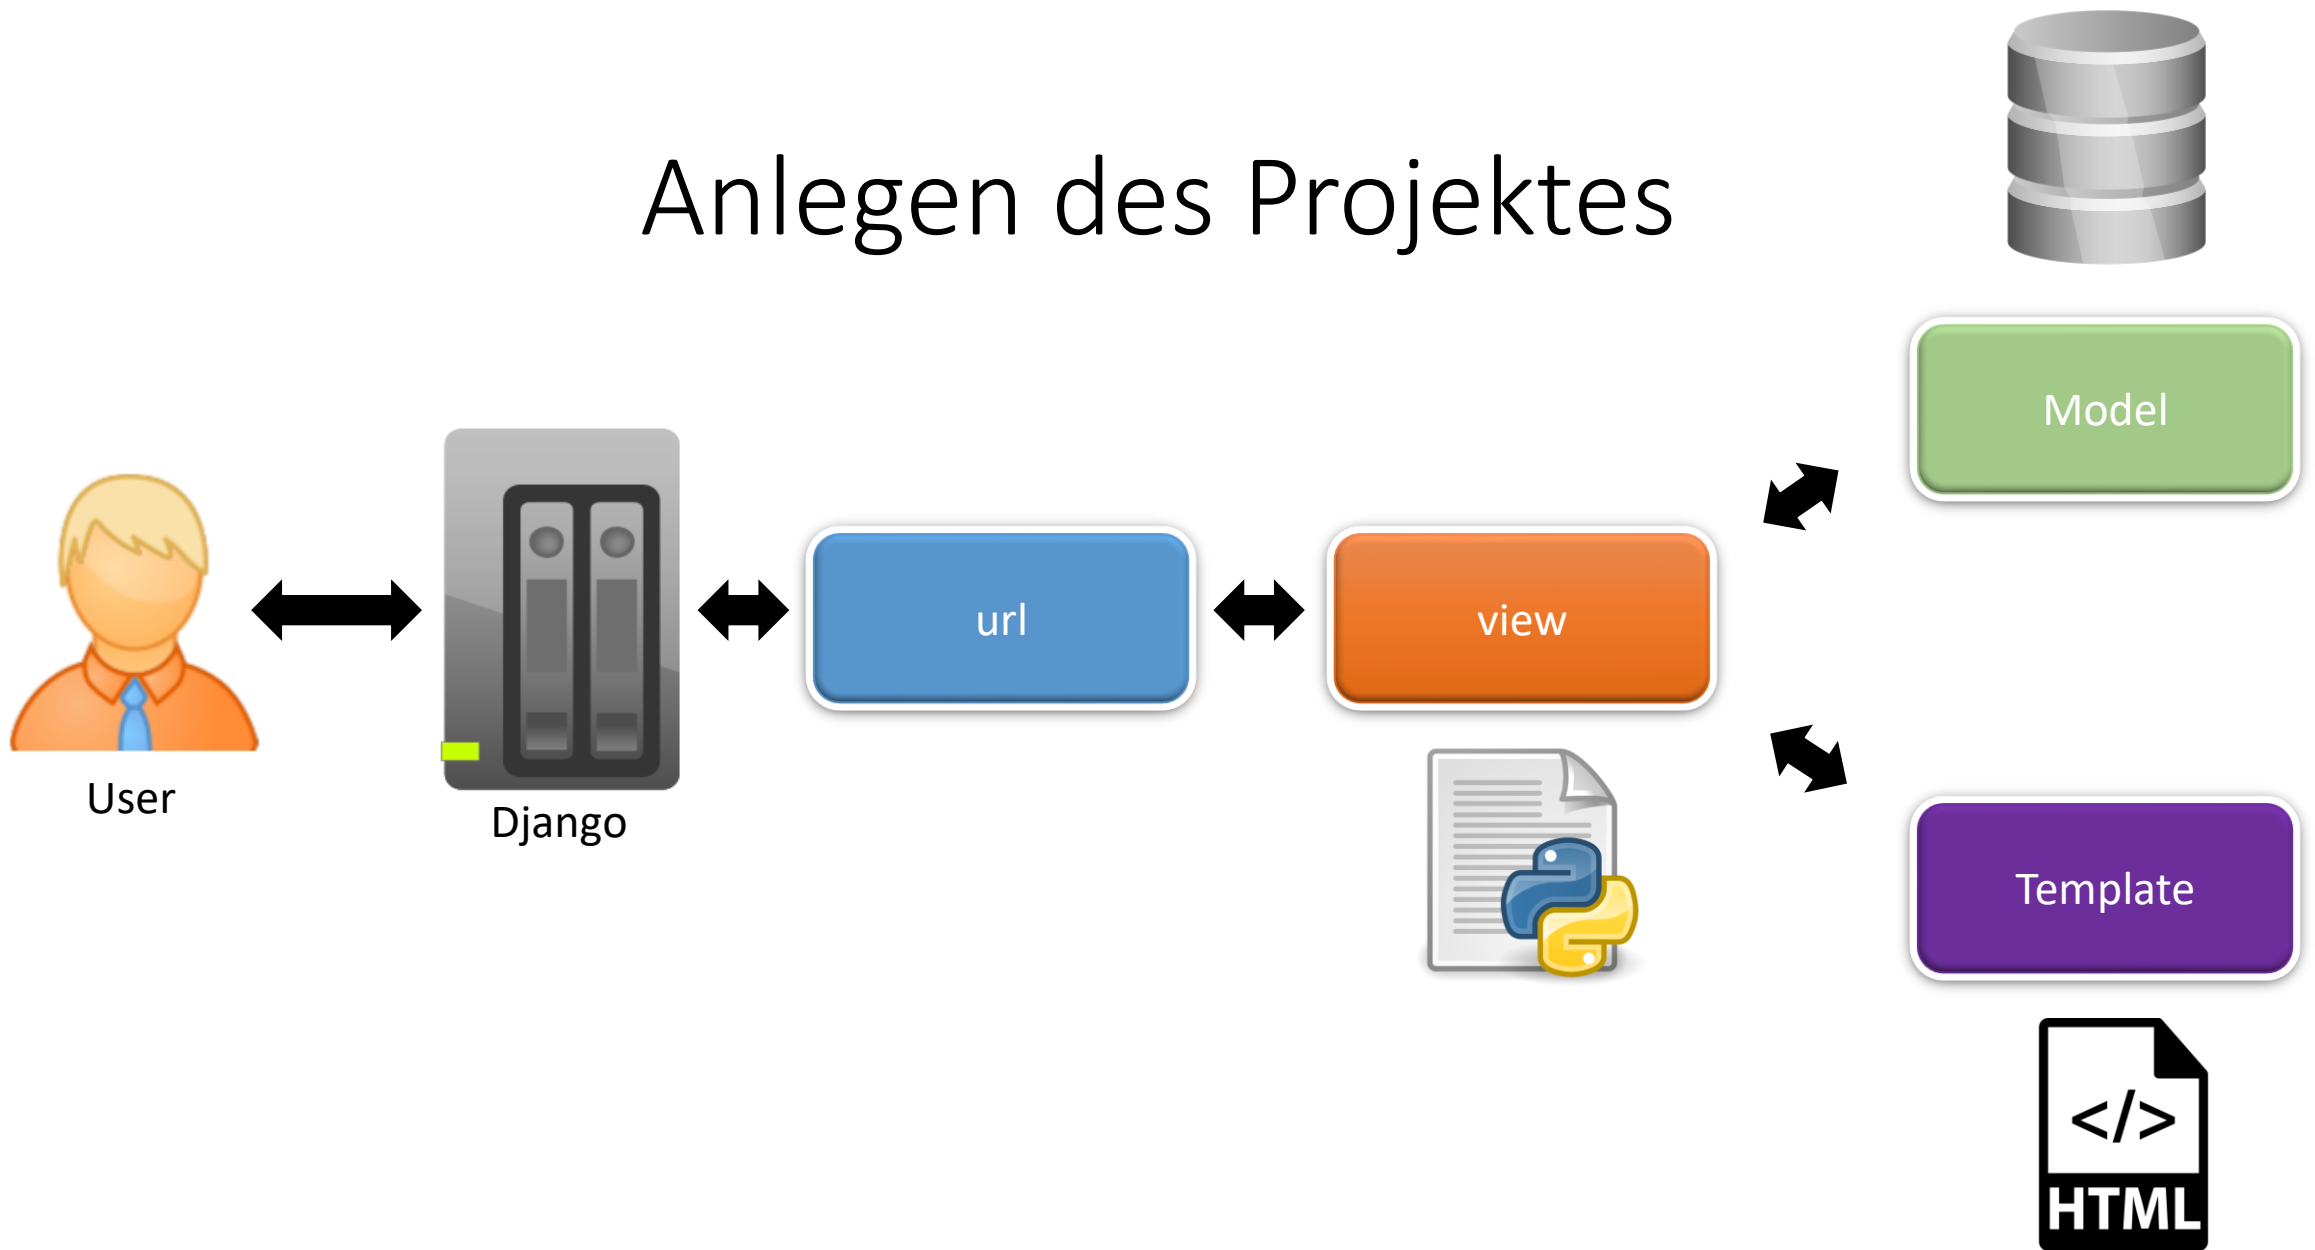 Anlegen des Projektes
Model
url
view
User
Django
Template
</>
HTML